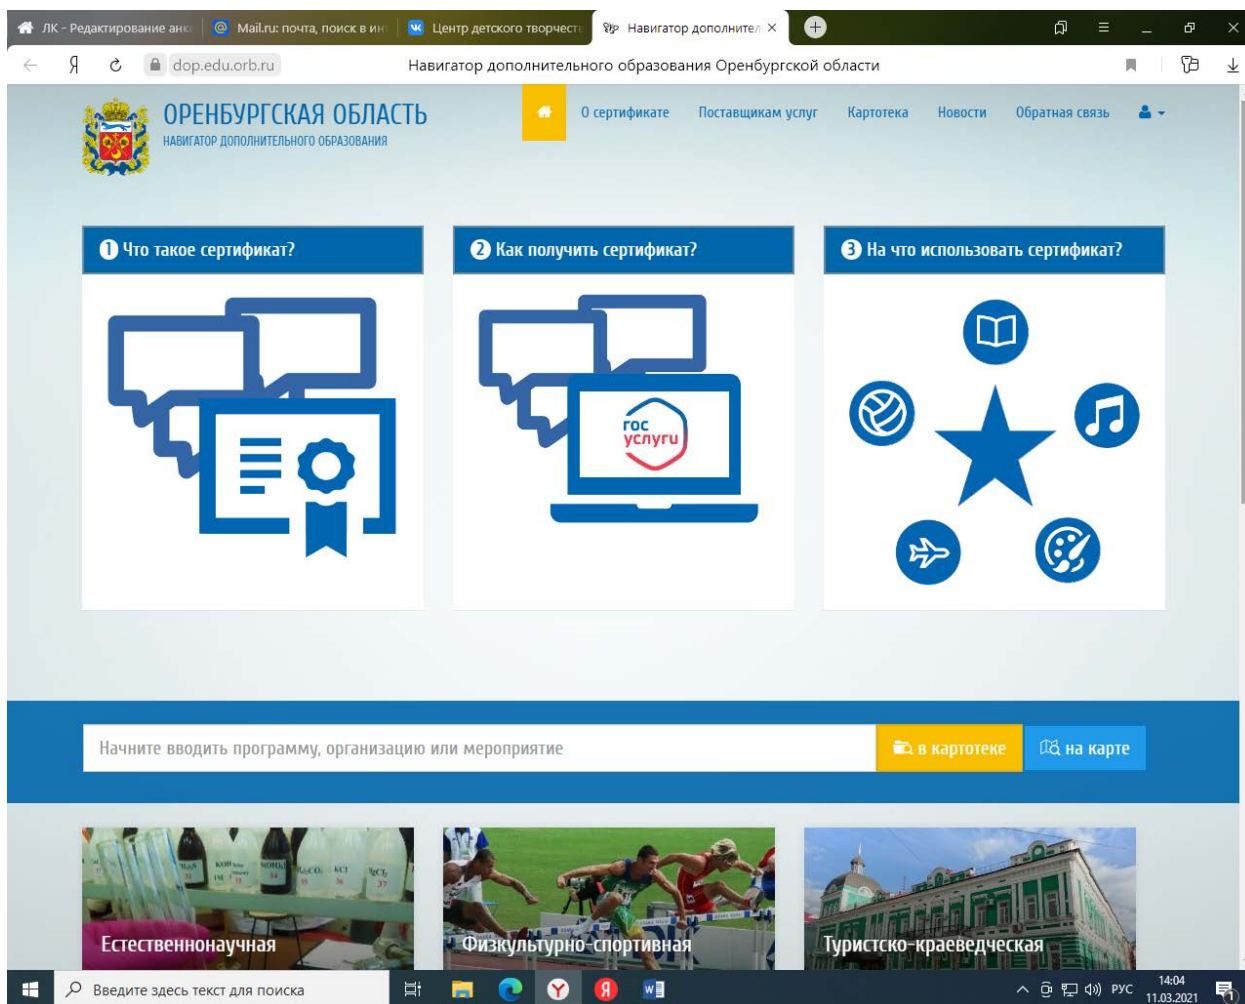 ЛК - Редактирование анк
Mail.ru: почта, поиск в инт
Центр детского творчеств
Навигатор дополнител
dop.edu.orb.ru
Навигатор дополнительного образования Оренбургской области
ОРЕНБУРГСКАЯ ОБЛАСТЬ
НАВИГАТОР ДОПОЛНИТЕЛЬНОГО ОБРАЗОВАНИЯ
О сертификате
Поставщикам услуг
Картотека
Новости
Обратная связь
1 Что такое сертификат?
2 Как получить сертификат?
3 На что использовать сертификат?
гос
услуги
Начните вводить программу, организацию или мероприятие
в картотеке
на карте
Естественнонаучная
Физкультурно-спортивная
Туристско-краеведческая
Введите здесь текст для поиска
РУС
14:04
11.03.2021